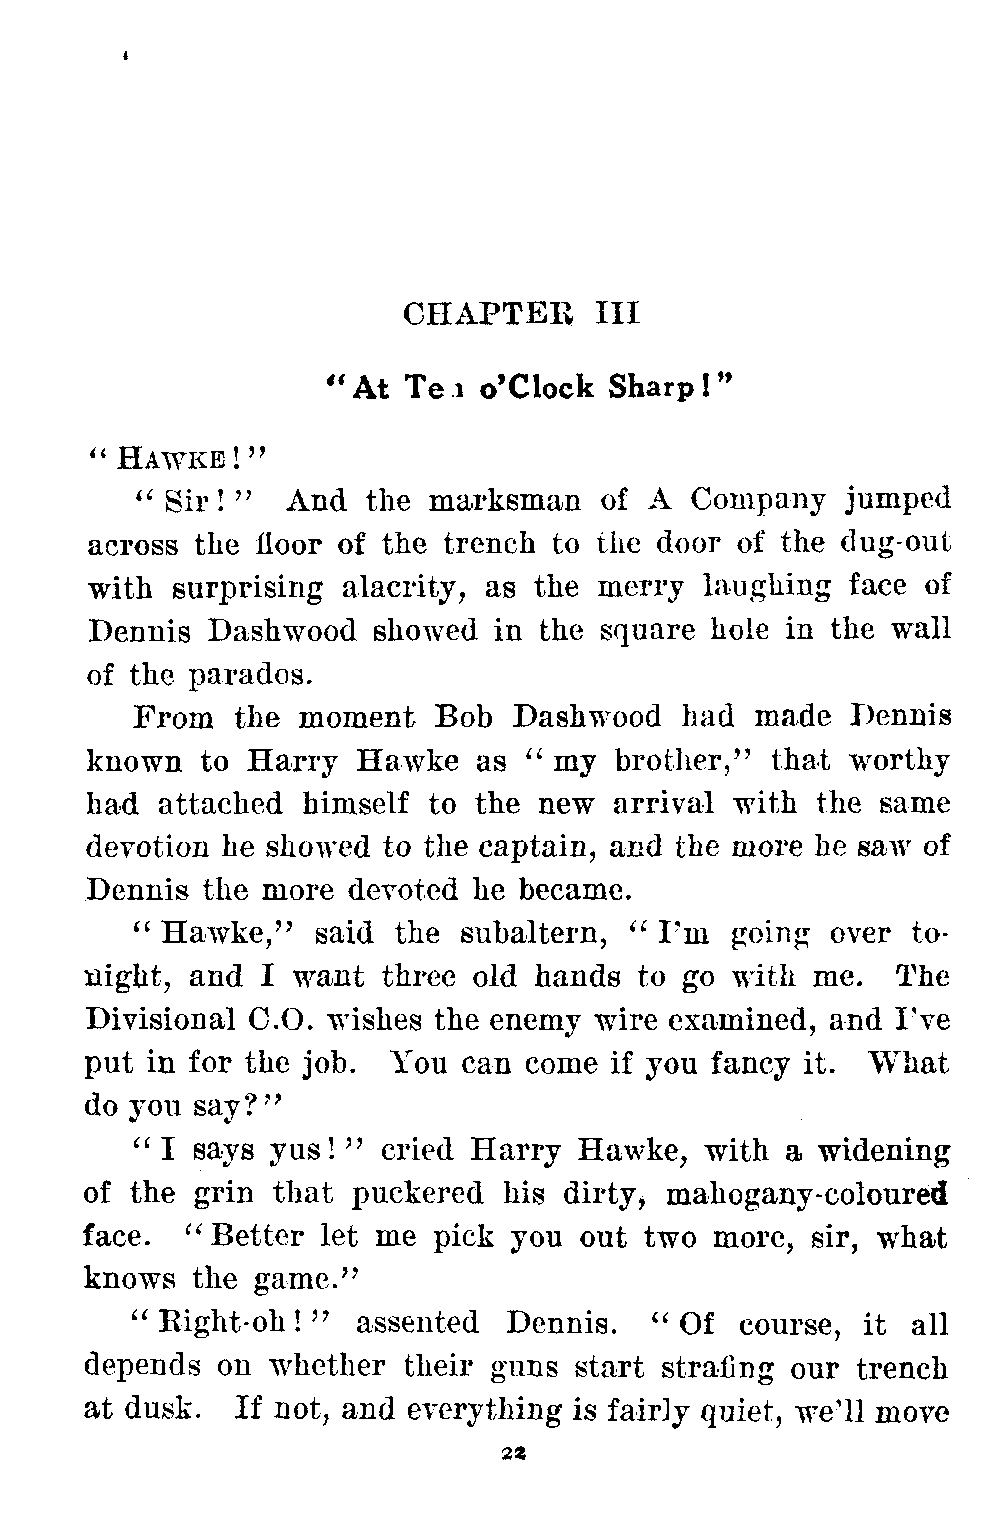 CHAPTER III
"At Ten o'Clock Sharp!"
"HAWKE!"
"Sir!" And the marksman of A Company jumped
across the floor of the trench to the door of the dug-out
with surprising alacrity, as the merry laughing face of
Dennis Dashwood showed in the square hole in the wall
of the parados.
From the moment Bob Dashwood had made Dennis
known to Harry Hawke as "my brother," that worthy
had attached himself to the new arrival with the same
devotion he showed to the captain, and the more he saw of
Dennis the more devoted he became.
"Hawke," said the subaltern, "I'm going over to-
night, and I want three old hands to go with me. The
Divisional C.O. wishes the enemy wire examined, and I've
put in for the job. You can come if you fancy it. What
do you say?"
"I says yus!" cried Harry Hawke, with a widening
of the grin that puckered his dirty, mahogany-coloured
face. "Better let me pick you out two more, sir, what
knows the game."
"Right-oh!" assented Dennis. "Of course, it all
depends on whether their guns start strafing our trench
at dusk. If not, and everything is fairly quiet, we'll move
22